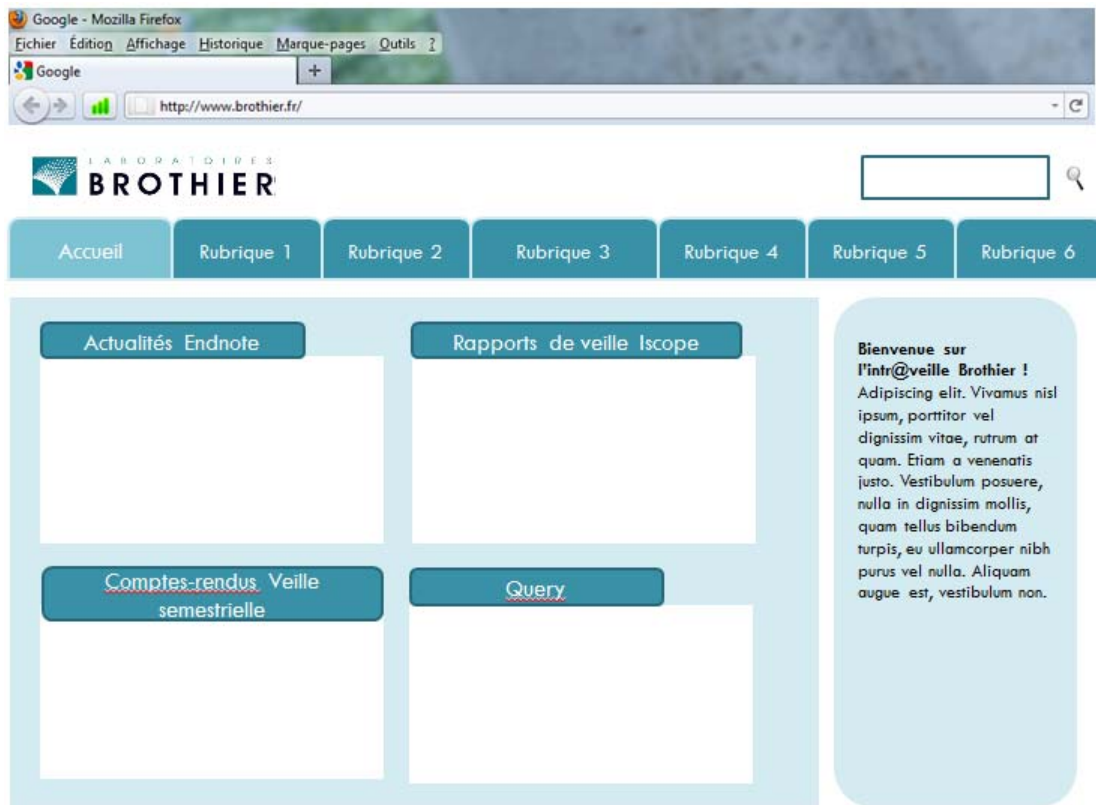 Google - Mozilla Firefox
Fichier Édition Affichage Historique Marque-pages Outils ?
Google
http://www.brothier.fr/
LABORATOIRES
BROTHIER
Accueil Rubrique 1 Rubrique 2 Rubrique 3 Rubrique 4 Rubrique 5 Rubrique 6
Actualités Endnote
Rapports de veille Iscope
Comptes-rendus Veille
semestrielle
Query
Bienvenue sur
l'intr@veille Brothier !
Adipiscing elit. Vivamus nisl
ipsum, porttitor vel
dignissim vitae, rutrum at
quam. Etiam a venenatis
justo. Vestibulum posuere,
nulla in dignissim mollis,
quam tellus bibendum
turpis, eu ullamcorper nibh
purus vel nulla. Aliquam
augue est, vestibulum non.